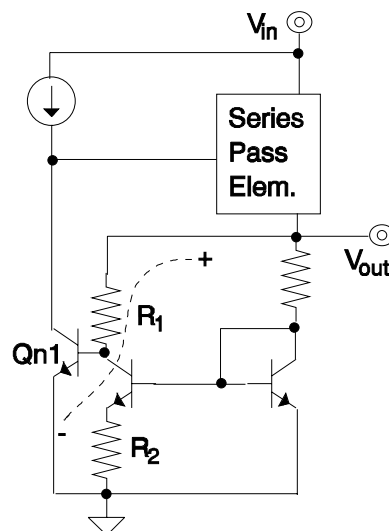 Vin
Series
Pass
Elem.
+
Vout
R1
Qn1
-
R2